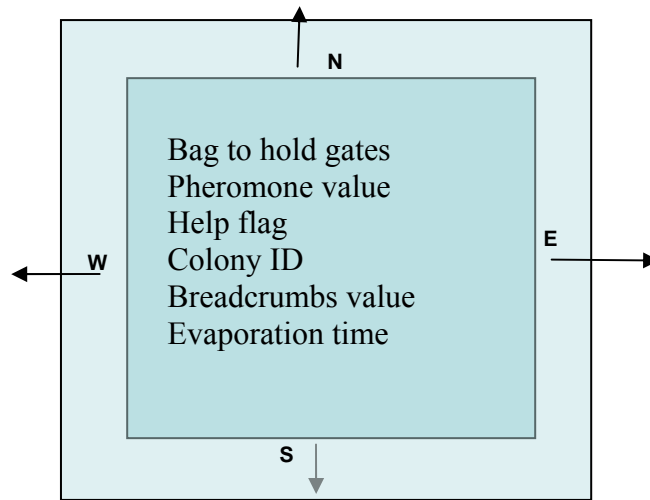 N
Bag to hold gates
Pheromone value
Help flag
Colony ID
Breadcrumbs value
Evaporation time
W
E
S